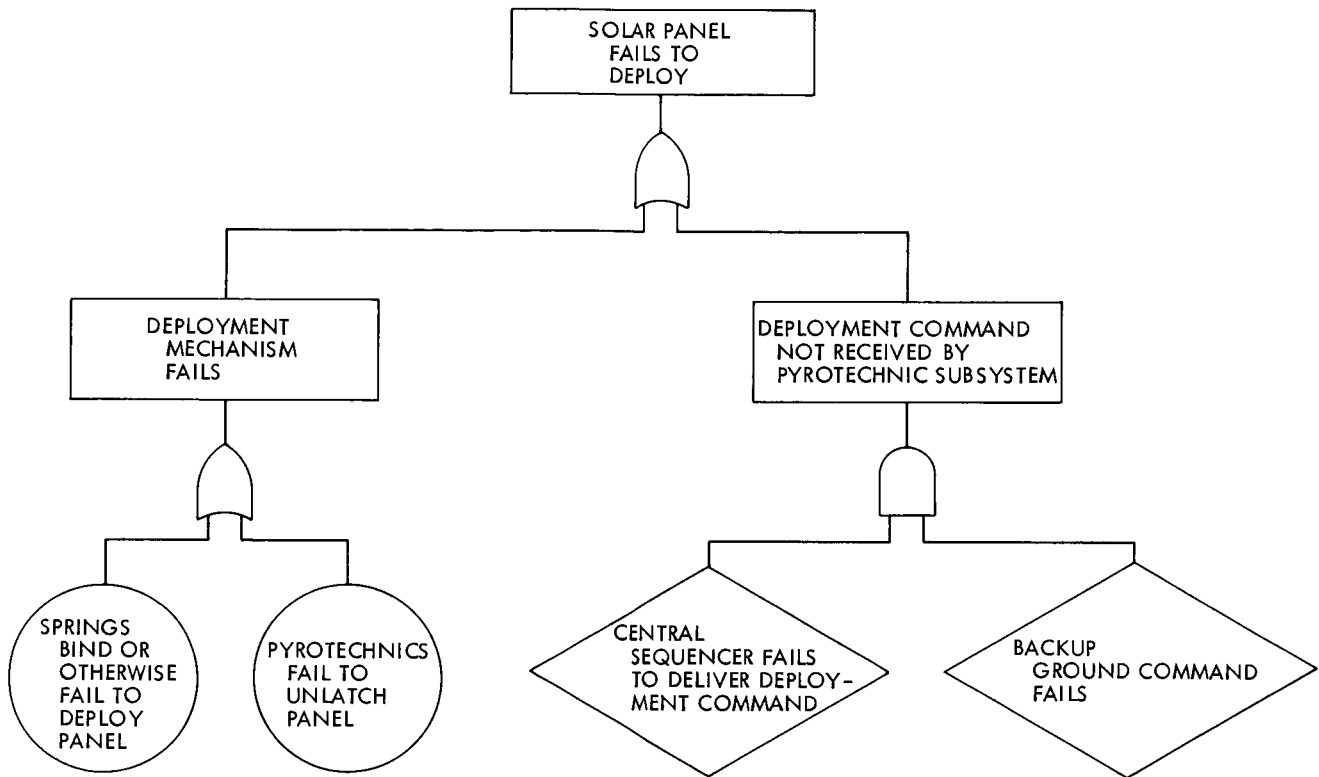 SOLAR PANEL
FAILS TO
DEPLOY
DEPLOYMENT
MECHANISM
FAILS
DEPLOYMENT COMMAND
NOT RECEIVED BY
PYROTECHNIC SUBSYSTEM
SPRINGS
BIND OR
OTHERWISE
FAIL TO
DEPLOY
PANEL
PYROTECHNICS
FAIL TO
UNLATCH
PANEL
CENTRAL
SEQUENCER FAILS
TO DELIVER DEPLOY-
MENT COMMAND
BACKUP
GROUND COMMAND
FAILS